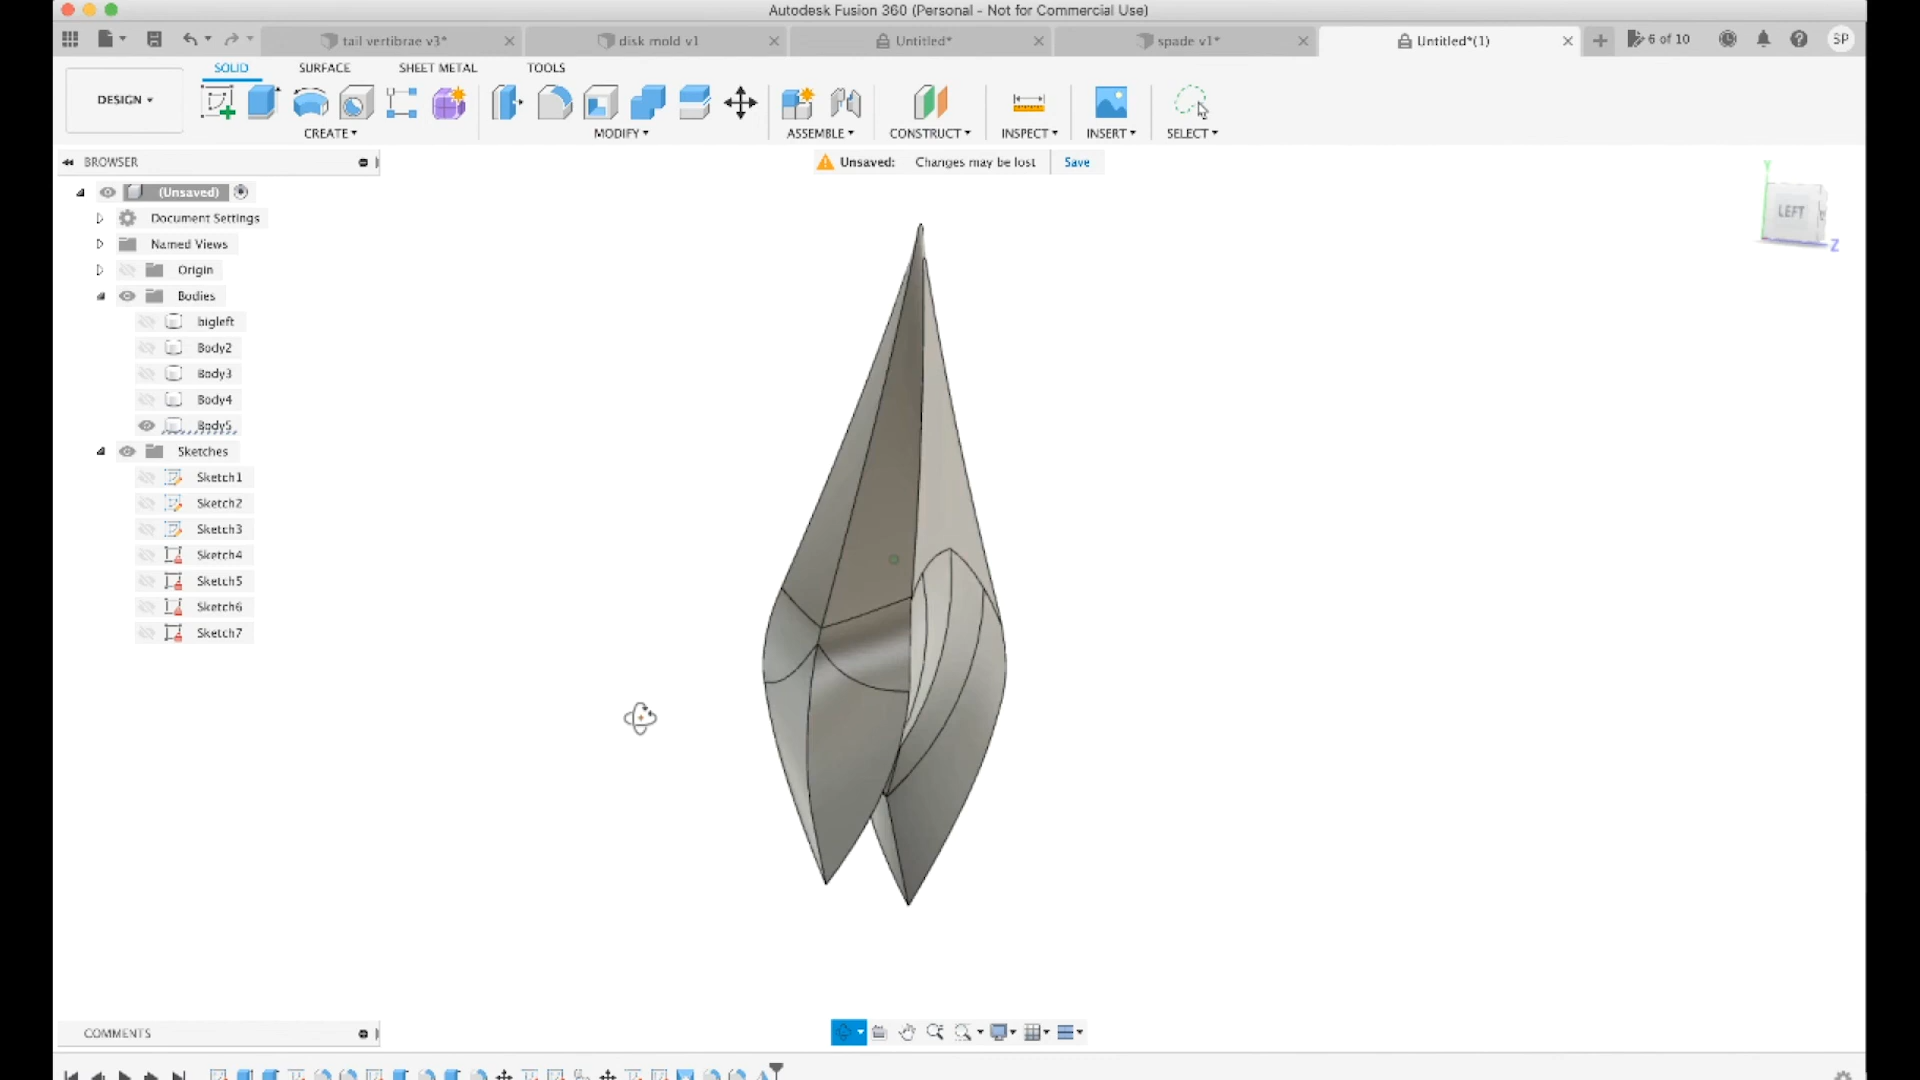 Autodesk Fusion 360 (Personal - Not for Commercial Use)
tail vertibrae v3*
disk mold v1
Untitled*
spade v1*
Untitled*(1)
6 of 10
SP
DESIGN
SOLID
SURFACE
SHEET METAL
TOOLS
CREATE
MODIFY
ASSEMBLE
CONSTRUCT
INSPECT
INSERT
SELECT
BROWSER
Unsaved: Changes may be lost
Save
(Unsaved)
Document Settings
Named Views
Origin
Bodies
bigleft
Body2
Body3
Body4
Body5
Sketches
Sketch1
Sketch2
Sketch3
Sketch4
Sketch5
Sketch6
Sketch7
Y
LEFT
Z
COMMENTS